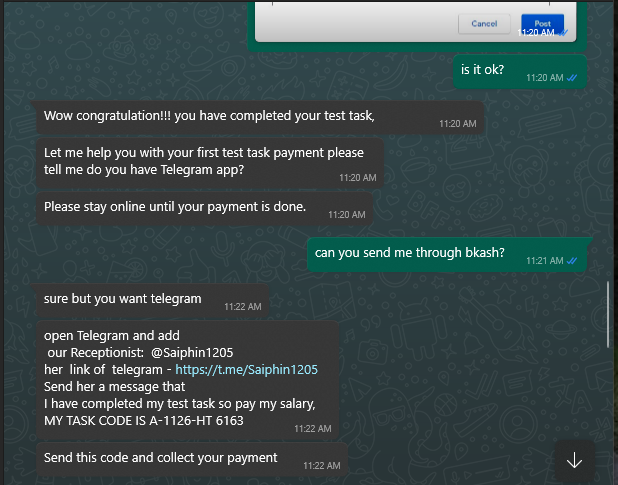 Cancel
Post
11:20 AM
is it ok?
11:20 AM
Wow congratulation!!! you have completed your test task,
11:20 AM
Let me help you with your first test task payment please
tell me do you have Telegram app?
11:20 AM
Please stay online until your payment is done.
11:20 AM
can you send me through bkash?
11:21 AM
sure but you want telegram
11:22 AM
open Telegram and add
our Receptionist:  @Saiphin1205
her  link of  telegram - https://t.me/Saiphin1205
Send her a message that
I have completed my test task so pay my salary,
MY TASK CODE IS A-1126-HT 6163
11:22 AM
Send this code and collect your payment
11:22 AM